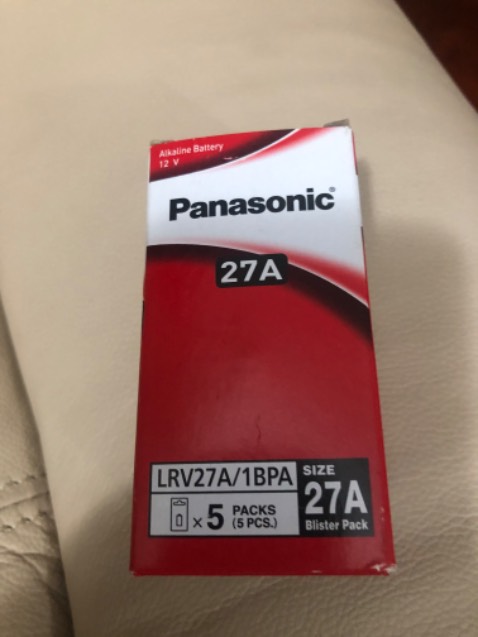 Alkaline Battery
12 V
Panasonic®
27A
LRV27A/1BPA
x 5 PACKS
(5 PCS.)
SIZE
27A
Blister Pack